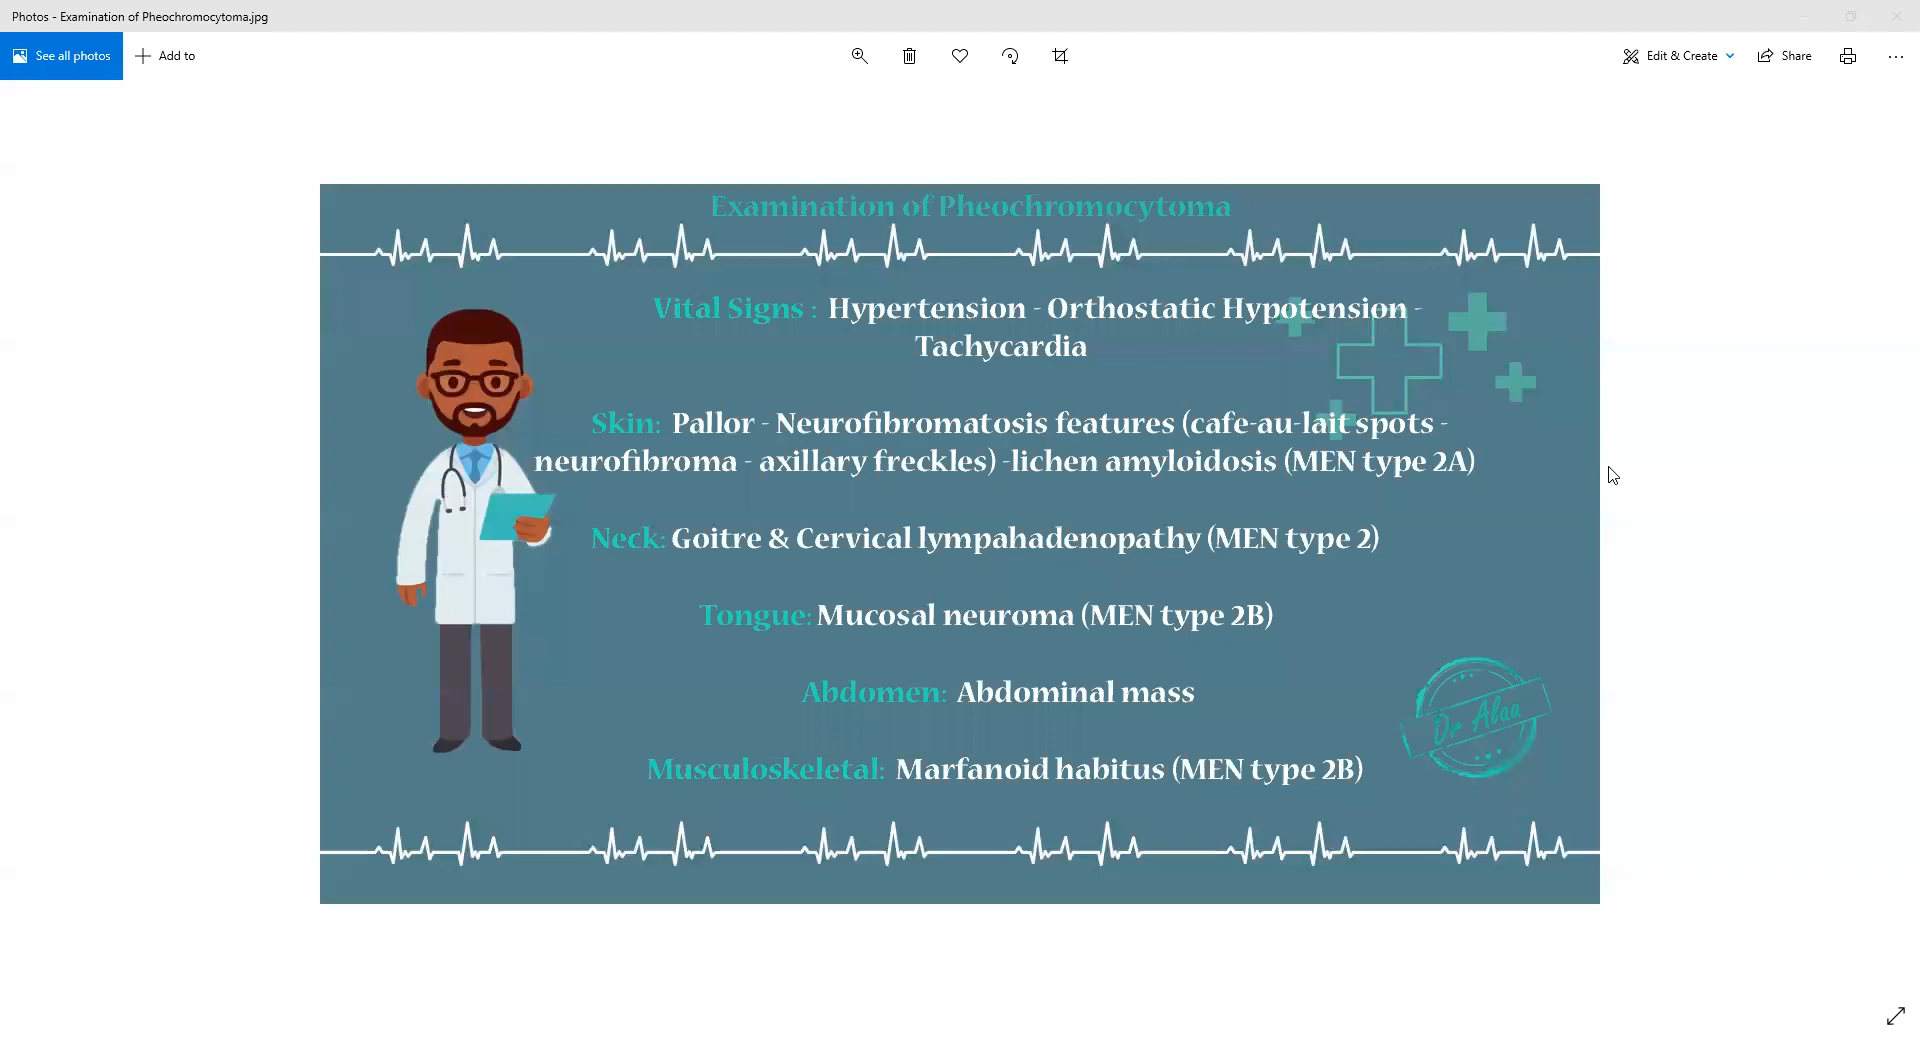 Photos - Examination of Pheochromocytoma.jpg
See all photos
Add to
Edit & Create
Share
Examination of Pheochromocytoma
Vital Signs : Hypertension - Orthostatic Hypotension -
Tachycardia
Skin: Pallor - Neurofibromatosis features (cafe-au-lait spots -
neurofibroma - axillary freckles) -lichen amyloidosis (MEN type 2A)
Neck: Goitre & Cervical lympahadenopathy (MEN type 2)
Tongue: Mucosal neuroma (MEN type 2B)
Abdomen: Abdominal mass
Dr Alaa
Musculoskeletal: Marfanoid habitus (MEN type 2B)